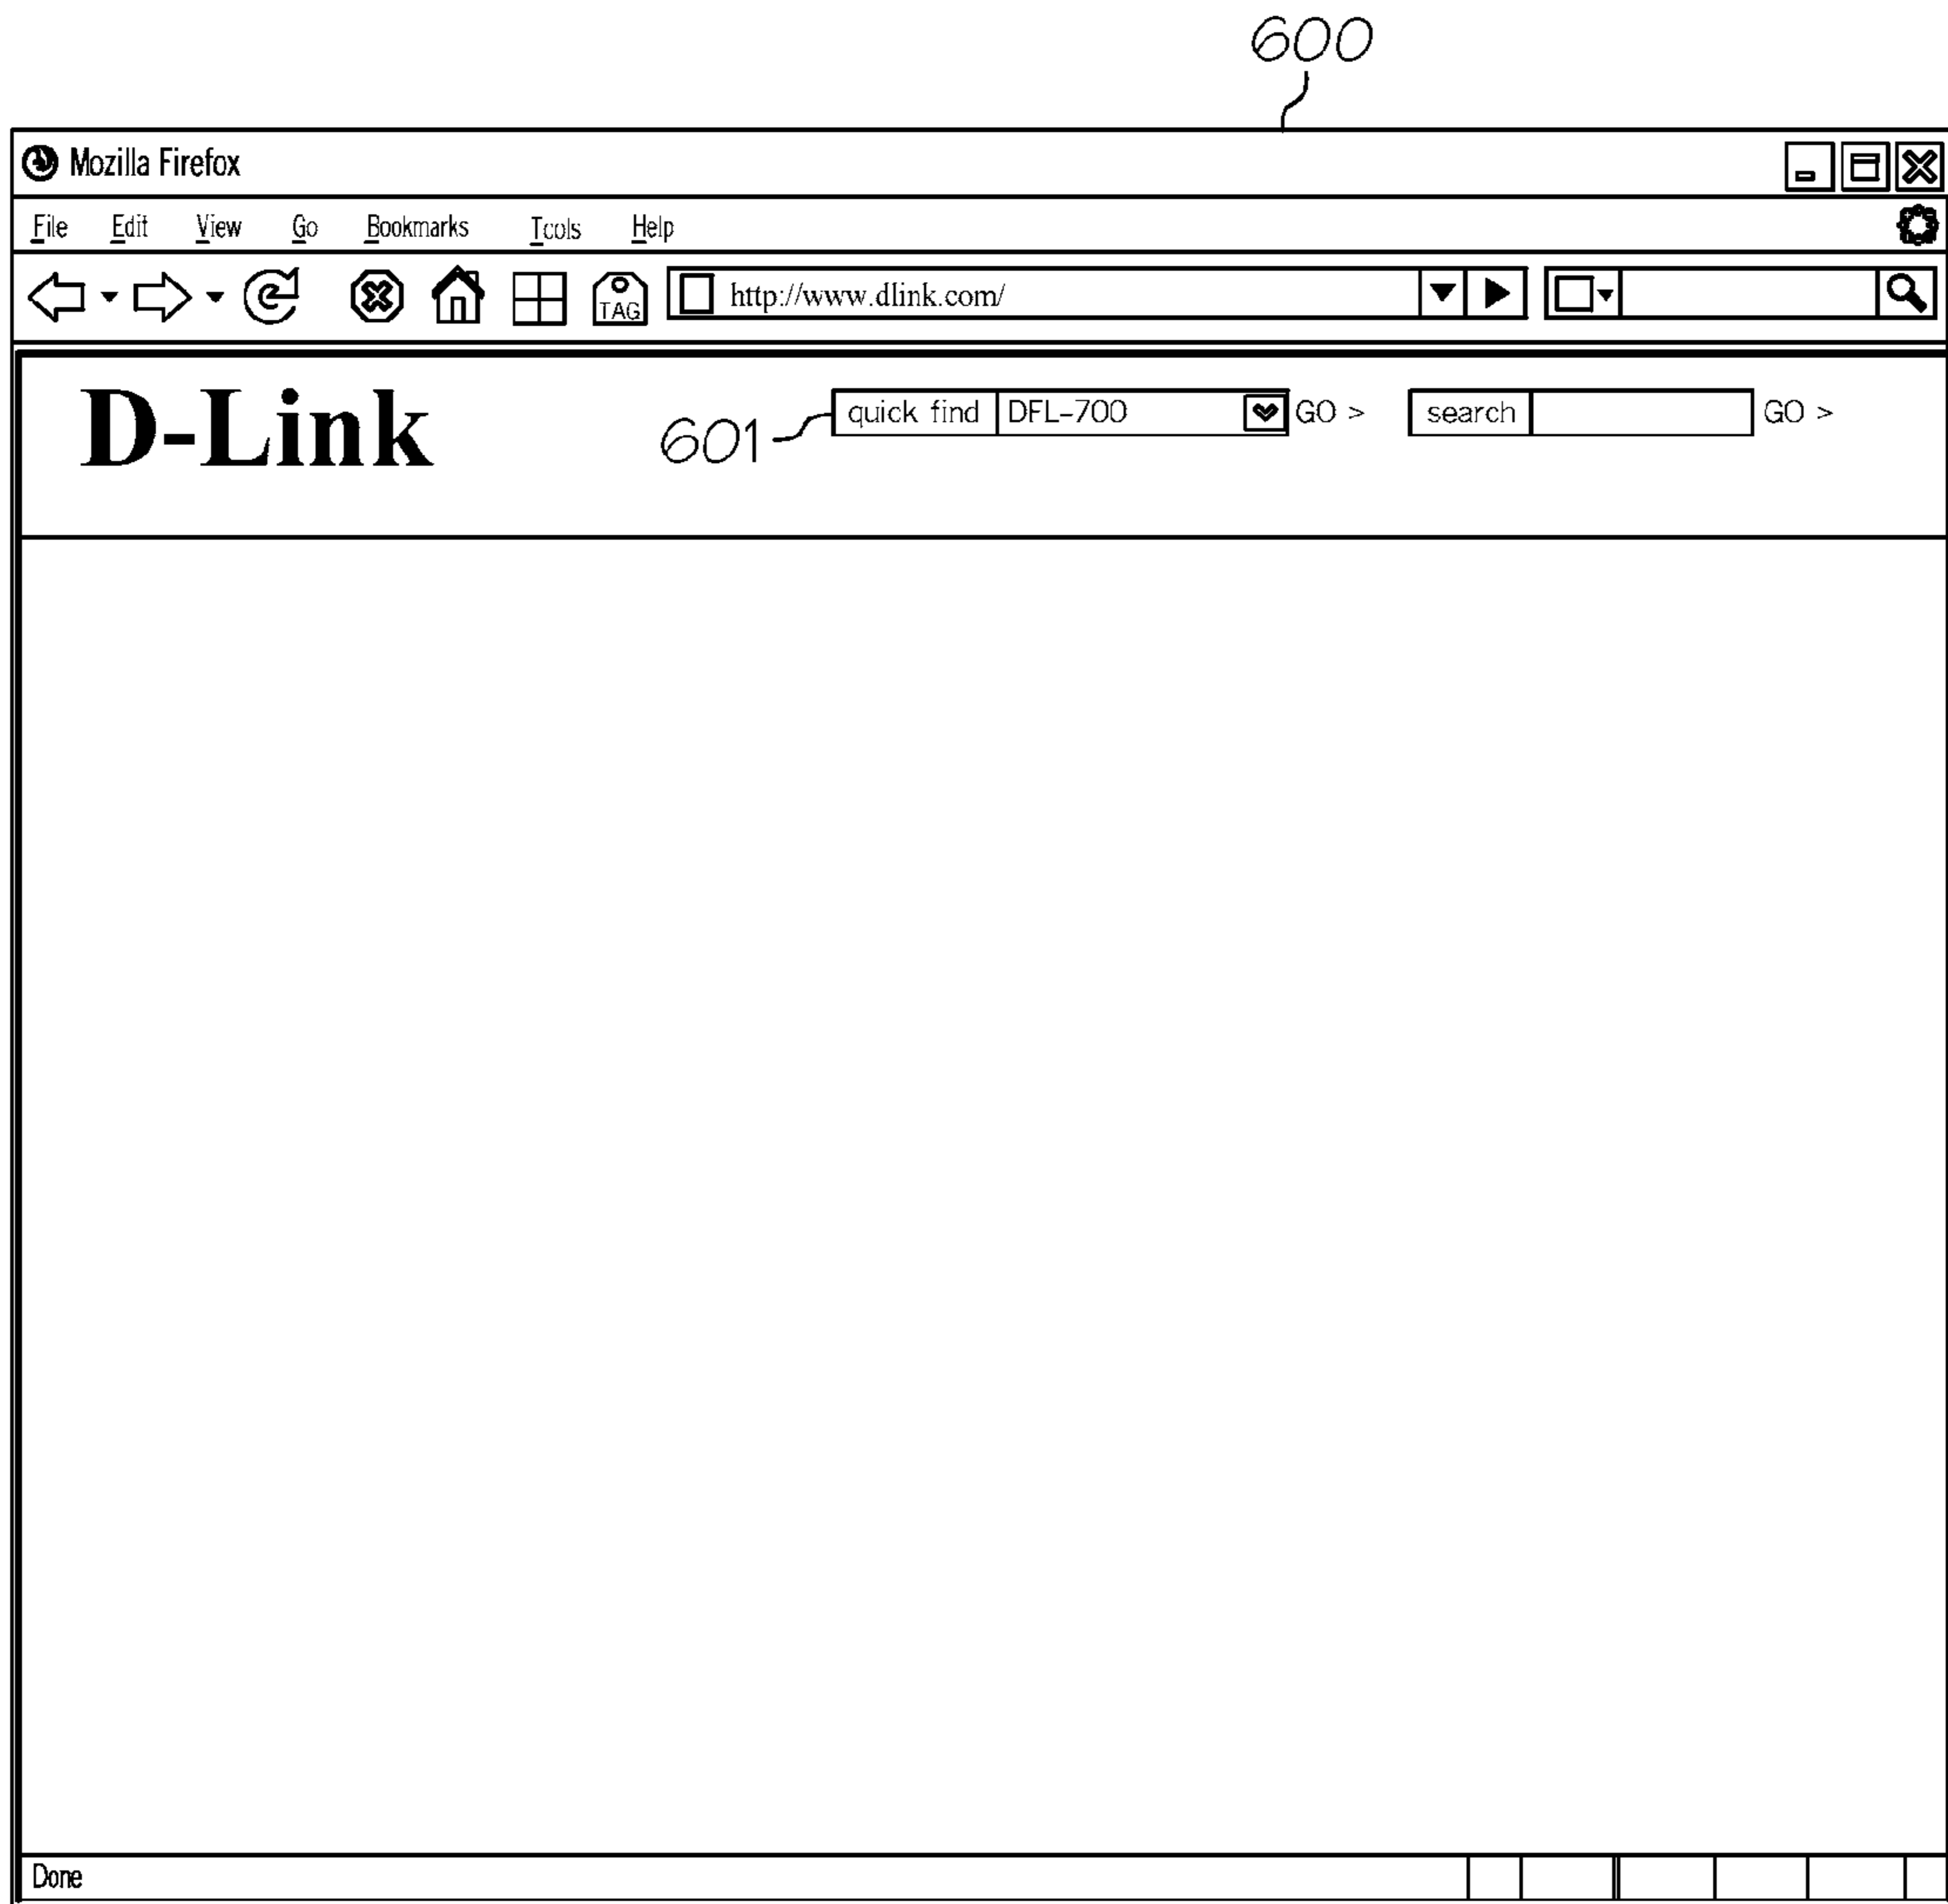 600
Mozilla Firefox
File Edit View Go Bookmarks Tcols Help
TAG http://www.dlink.com/
D-Link 601 quick find DFL-700 GO > search GO >
Done